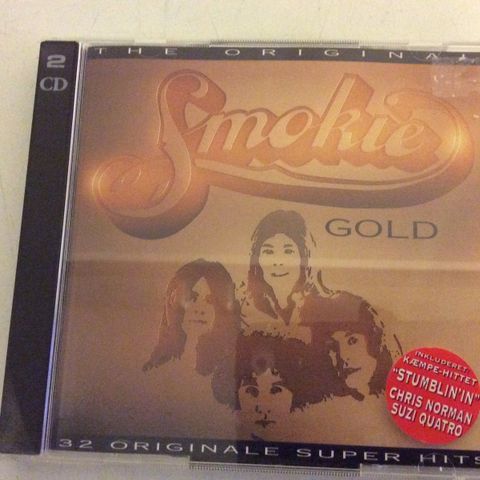 2
CD
THE ORIGINAL
Smokie
GOLD
INKLUDERET
KÆMPE-HITTET
"STUMBLIN'IN"
CHRIS NORMAN
SUZI QUATRO
32 ORIGINALE SUPER HITS